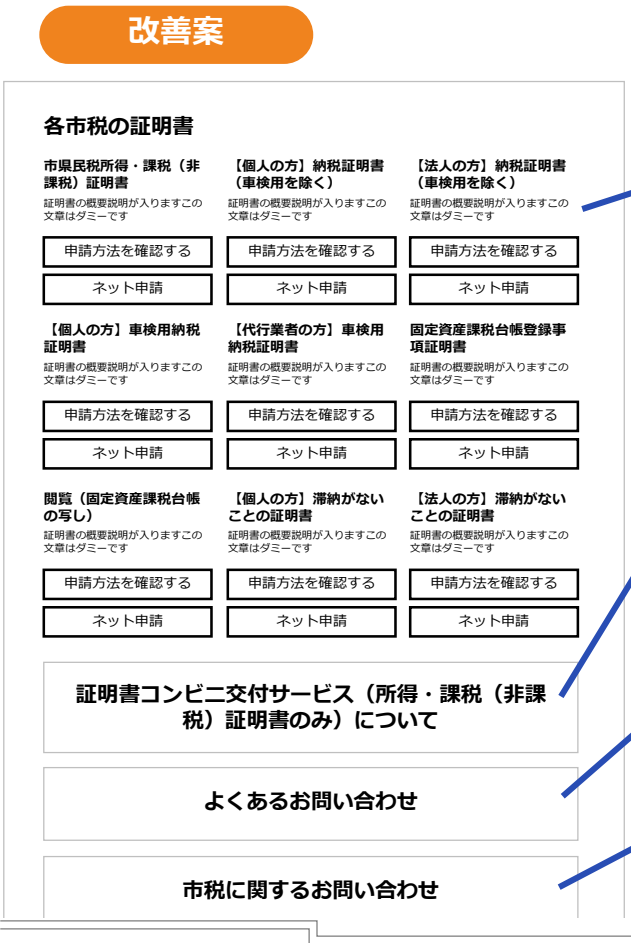 改善案
各市税の証明書
市県民税所得・課税（非
課税）証明書
証明書の概要説明が入りますこの
文章はダミーです
申請方法を確認する
ネット申請
【個人の方】納税証明書
（車検用を除く）
証明書の概要説明が入りますこの
文章はダミーです
申請方法を確認する
ネット申請
【法人の方】納税証明書
（車検用を除く）
証明書の概要説明が入りますこの
文章はダミーです
申請方法を確認する
ネット申請
【個人の方】車検用納税
証明書
証明書の概要説明が入りますこの
文章はダミーです
申請方法を確認する
ネット申請
【代行業者の方】車検用
納税証明書
証明書の概要説明が入りますこの
文章はダミーです
申請方法を確認する
ネット申請
固定資産課税台帳登録事
項証明書
証明書の概要説明が入りますこの
文章はダミーです
申請方法を確認する
ネット申請
閲覧（固定資産課税台帳
の写し）
証明書の概要説明が入りますこの
文章はダミーです
申請方法を確認する
ネット申請
【個人の方】滞納がない
ことの証明書
証明書の概要説明が入りますこの
文章はダミーです
申請方法を確認する
ネット申請
【法人の方】滞納がない
ことの証明書
証明書の概要説明が入りますこの
文章はダミーです
申請方法を確認する
ネット申請
証明書コンビニ交付サービス（所得・課税（非課
税）証明書のみ）について
よくあるお問い合わせ
市税に関するお問い合わせ